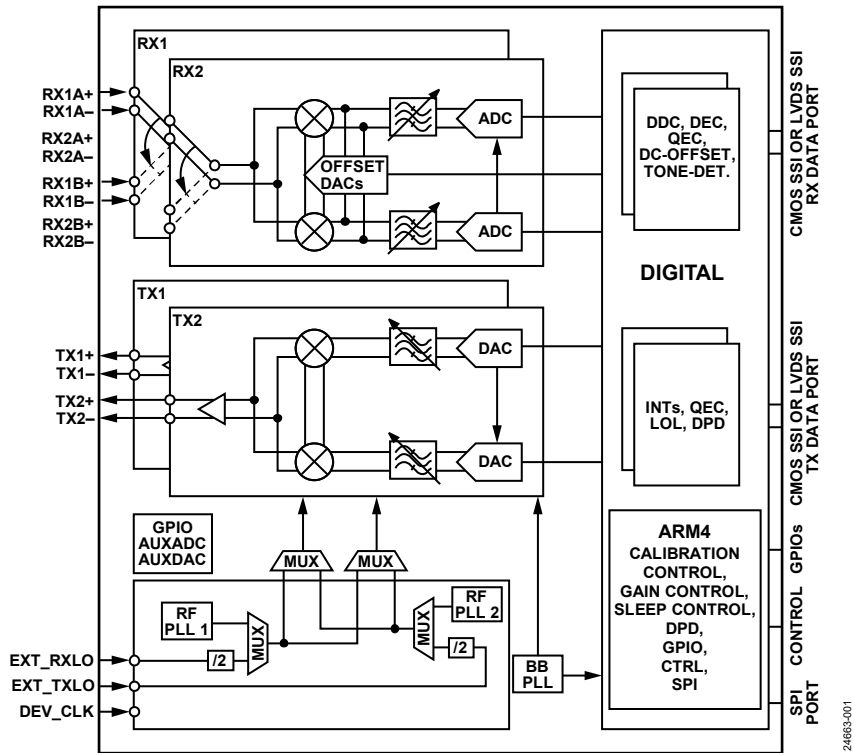 RX1
RX2
RX1A+
RX1A–
RX2A+
RX2A–
RX1B+
RX1B–
RX2B+
RX2B–
OFFSET
DACs
ADC
ADC
DDC, DEC,
QEC,
DC-OFFSET,
TONE-DET.
CMOS SSI OR LVDS SSI
RX DATA PORT
DIGITAL
TX1
TX2
TX1+
TX1–
TX2+
TX2–
DAC
DAC
INTs, QEC,
LOL, DPD
CMOS SSI OR LVDS SSI
TX DATA PORT
GPIO
AUXADC
AUXDAC
MUX
MUX
RF
PLL 1
MUX
/2
MUX
RF
PLL 2
/2
BB
PLL
EXT_RXLO
EXT_TXLO
DEV_CLK
ARM4
CALIBRATION
CONTROL,
GAIN CONTROL,
SLEEP CONTROL,
DPD,
GPIO,
CTRL,
SPI
GPIOs
CONTROL
SPI
PORT
24663-001